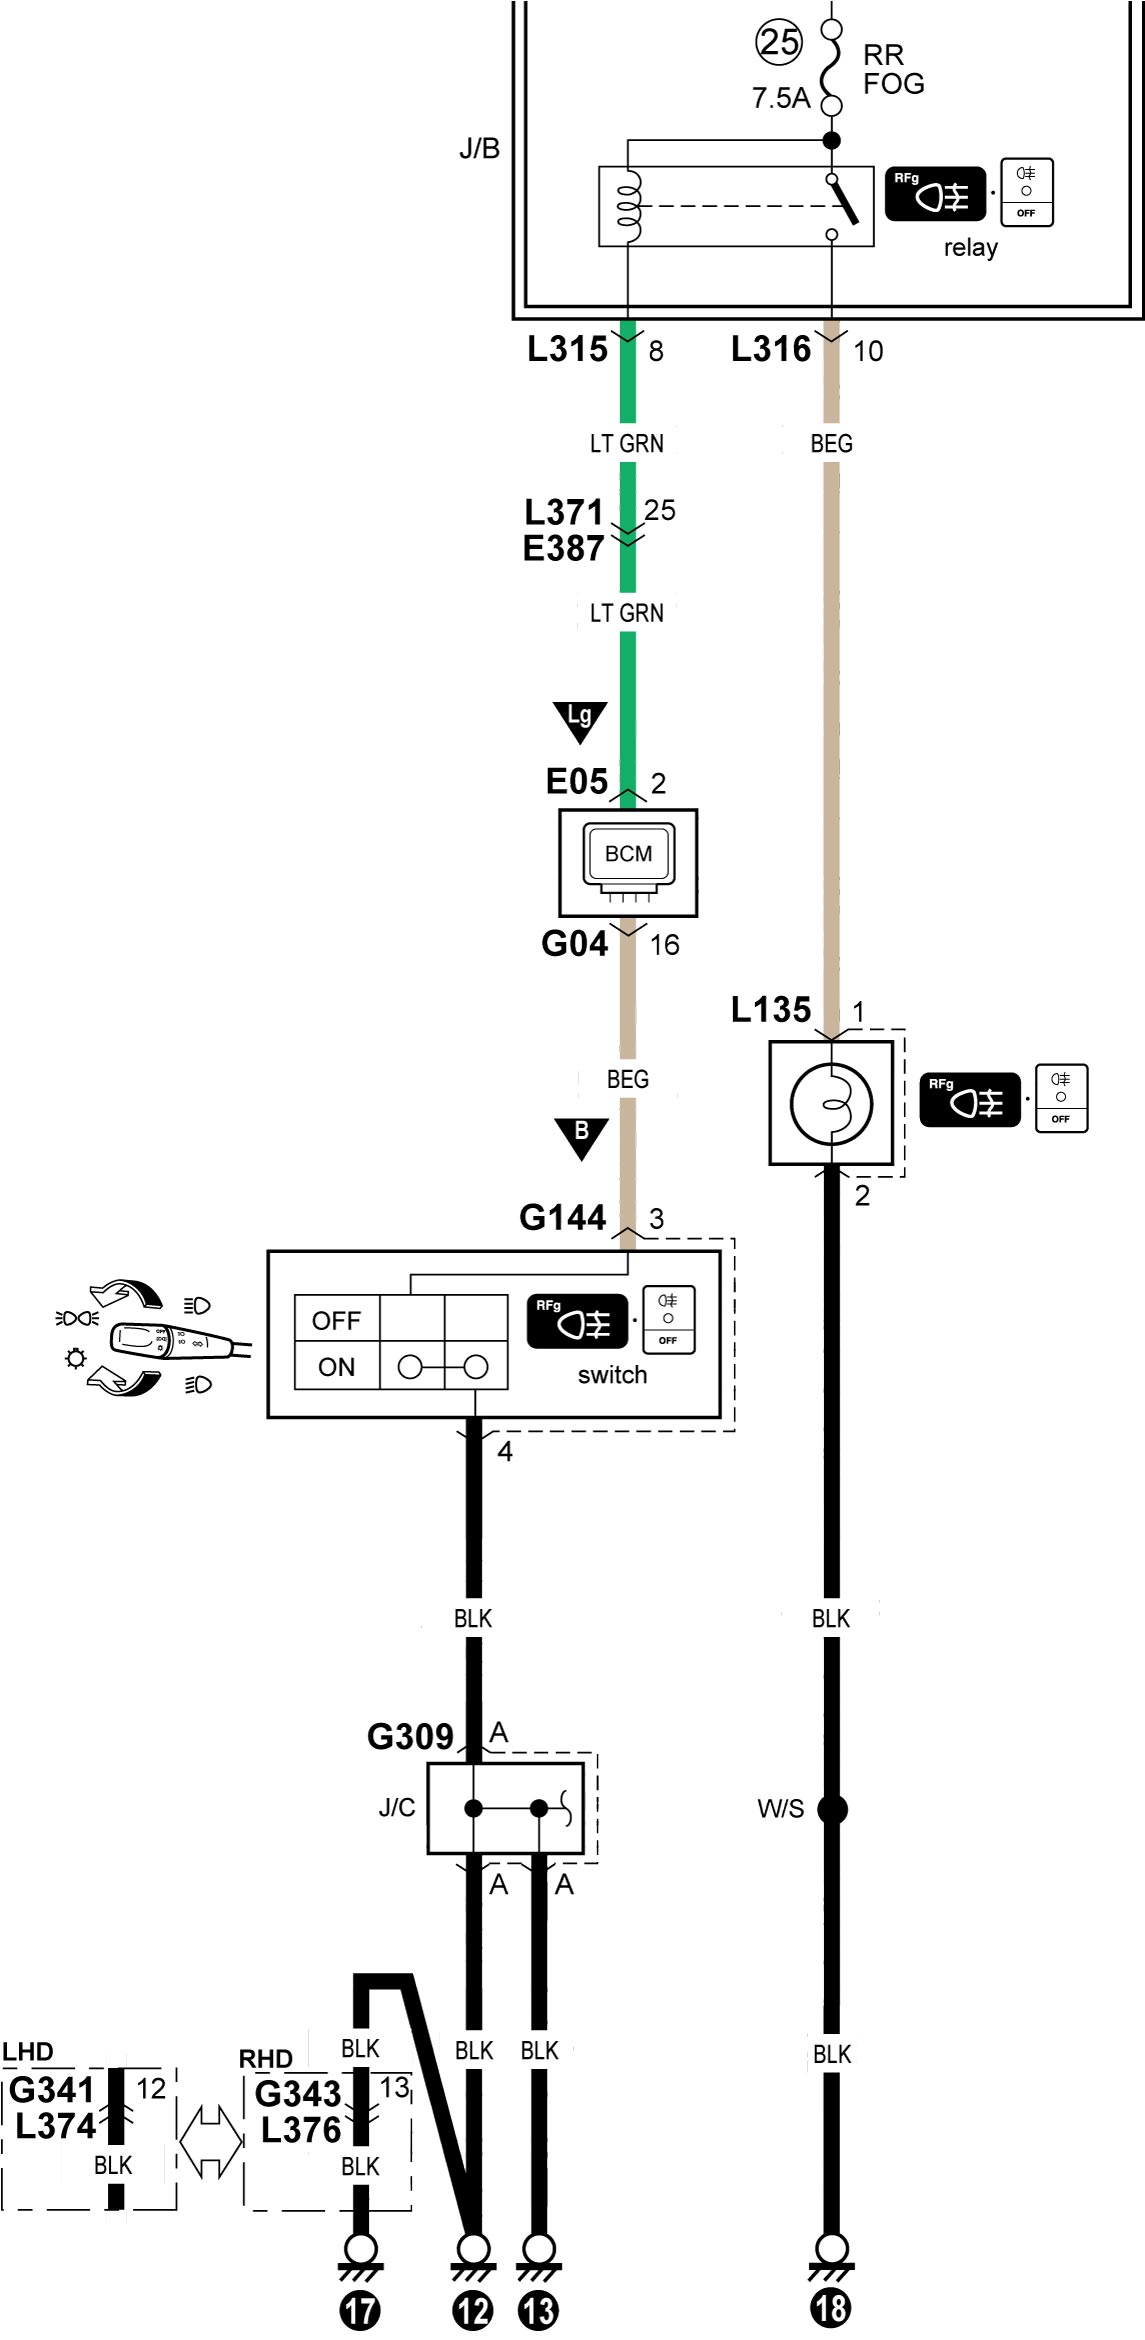 25
RR
FOG
7.5A
J/B
RFg
OFF
relay
L315 8
L316 10
LT GRN
BEG
L371 25
E387
LT GRN
Lg
E05 2
BCM
G04 16
L135 1
BEG
RFg
OFF
B
2
G144 3
OFF
ON
RFg
OFF
switch
4
BLK
BLK
G309 A
J/C
W/S
A
A
BLK
BLK
BLK
BLK
LHD
RHD
G341 12
L374
BLK
G343 13
L376
BLK
17
12
13
18